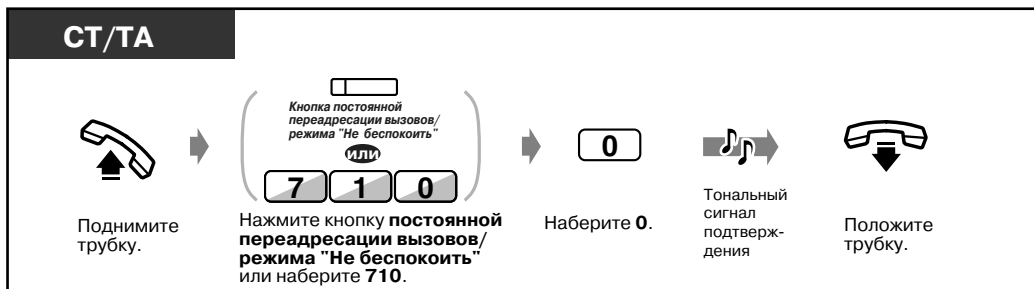 СТ/ТА
Кнопка постоянной
переадресации вызовов/
режима "Не беспокоить"
или
7 1 0
0
Поднимите
трубку.
Нажмите кнопку постоянной
переадресации вызовов/
режима "Не беспокоить"
или наберите 710.
Наберите 0.
Тональный
сигнал
подтверж-
дения
Положите
трубку.